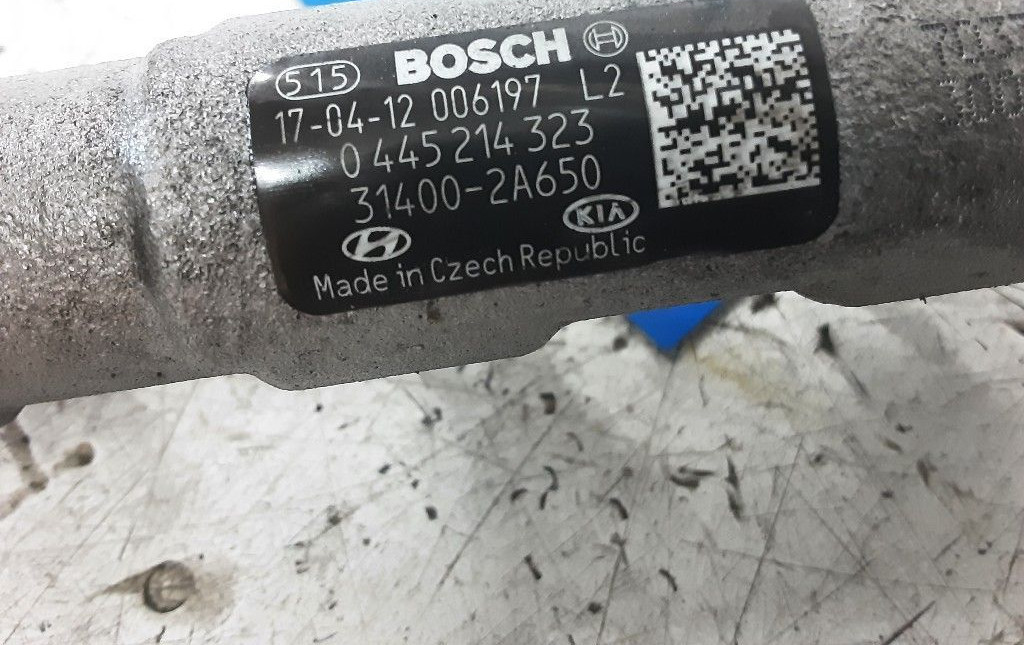 515 BOSCH
17-04-12 006197 L2
0 445 214 323
31400-2A650
KIA
Made in Czech Republic